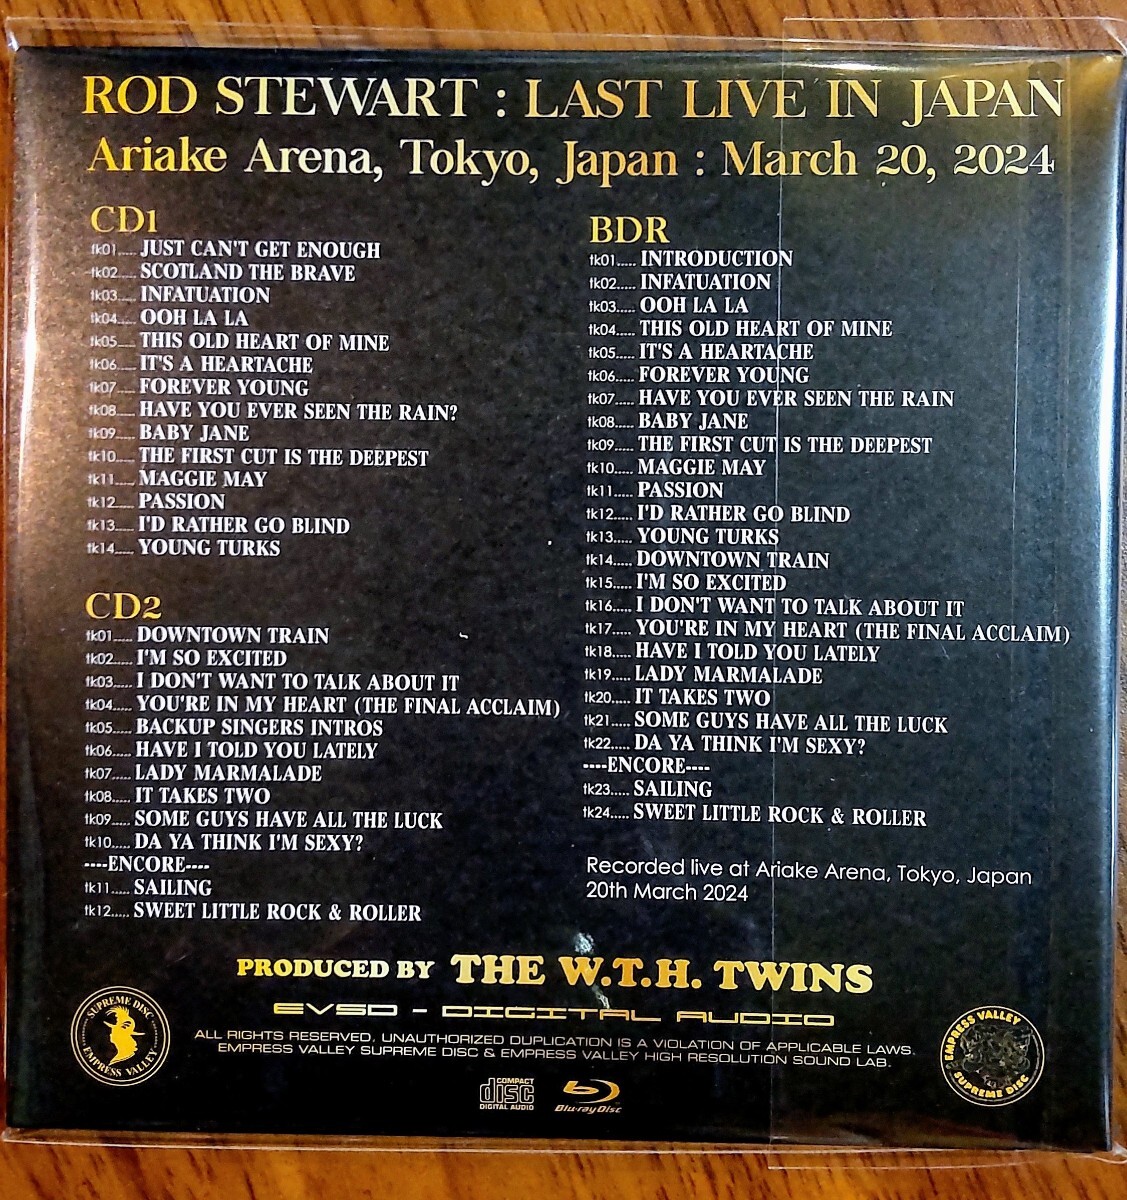 ROD STEWART : LAST LIVE IN JAPAN
Ariake Arena, Tokyo, Japan : March 20, 2024
CD1
tk01..... JUST CAN'T GET ENOUGH
tk02..... SCOTLAND THE BRAVE
tk03..... INFATUATION
tk04..... OOH LA LA
tk05..... THIS OLD HEART OF MINE
tk06..... IT'S A HEARTACHE
tk07..... FOREVER YOUNG
tk08..... HAVE YOU EVER SEEN THE RAIN?
tk09..... BABY JANE
tk10..... THE FIRST CUT IS THE DEEPEST
tk11..... MAGGIE MAY
tk12..... PASSION
tk13..... I'D RATHER GO BLIND
tk14..... YOUNG TURKS
CD2
tk01..... DOWNTOWN TRAIN
tk02..... I'M SO EXCITED
tk03..... I DON'T WANT TO TALK ABOUT IT
tk04..... YOU'RE IN MY HEART (THE FINAL ACCLAIM)
tk05..... BACKUP SINGERS INTROS
tk06..... HAVE I TOLD YOU LATELY
tk07..... LADY MARMALADE
tk08..... IT TAKES TWO
tk09..... SOME GUYS HAVE ALL THE LUCK
tk10..... DA YA THINK I'M SEXY?
----ENCORE----
tk11..... SAILING
tk12..... SWEET LITTLE ROCK & ROLLER
BDR
tk01..... INTRODUCTION
tk02..... INFATUATION
tk03..... OOH LA LA
tk04..... THIS OLD HEART OF MINE
tk05..... IT'S A HEARTACHE
tk06..... FOREVER YOUNG
tk07..... HAVE YOU EVER SEEN THE RAIN
tk08..... BABY JANE
tk09..... THE FIRST CUT IS THE DEEPEST
tk10..... MAGGIE MAY
tk11..... PASSION
tk12..... I'D RATHER GO BLIND
tk13..... YOUNG TURKS
tk14..... DOWNTOWN TRAIN
tk15..... I'M SO EXCITED
tk16..... I DON'T WANT TO TALK ABOUT IT
tk17..... YOU'RE IN MY HEART (THE FINAL ACCLAIM)
tk18..... HAVE I TOLD YOU LATELY
tk19..... LADY MARMALADE
tk20..... IT TAKES TWO
tk21..... SOME GUYS HAVE ALL THE LUCK
tk22..... DA YA THINK I'M SEXY?
----ENCORE----
tk23..... SAILING
tk24..... SWEET LITTLE ROCK & ROLLER
Recorded live at Ariake Arena, Tokyo, Japan
20th March 2024
PRODUCED BY THE W.T.H. TWINS
EVSD - DIGITAL AUDIO
ALL RIGHTS RESERVED. UNAUTHORIZED DUPLICATION IS A VIOLATION OF APPLICABLE LAWS.
EMPRESS VALLEY SUPREME DISC & EMPRESS VALLEY HIGH RESOLUTION SOUND LAB.
SUPREME DISC
EMPRESS VALLEY
EMPRESS VALLEY
SUPREME DISC
COMPACT
disc
DIGITAL AUDIO
Blu-ray Disc